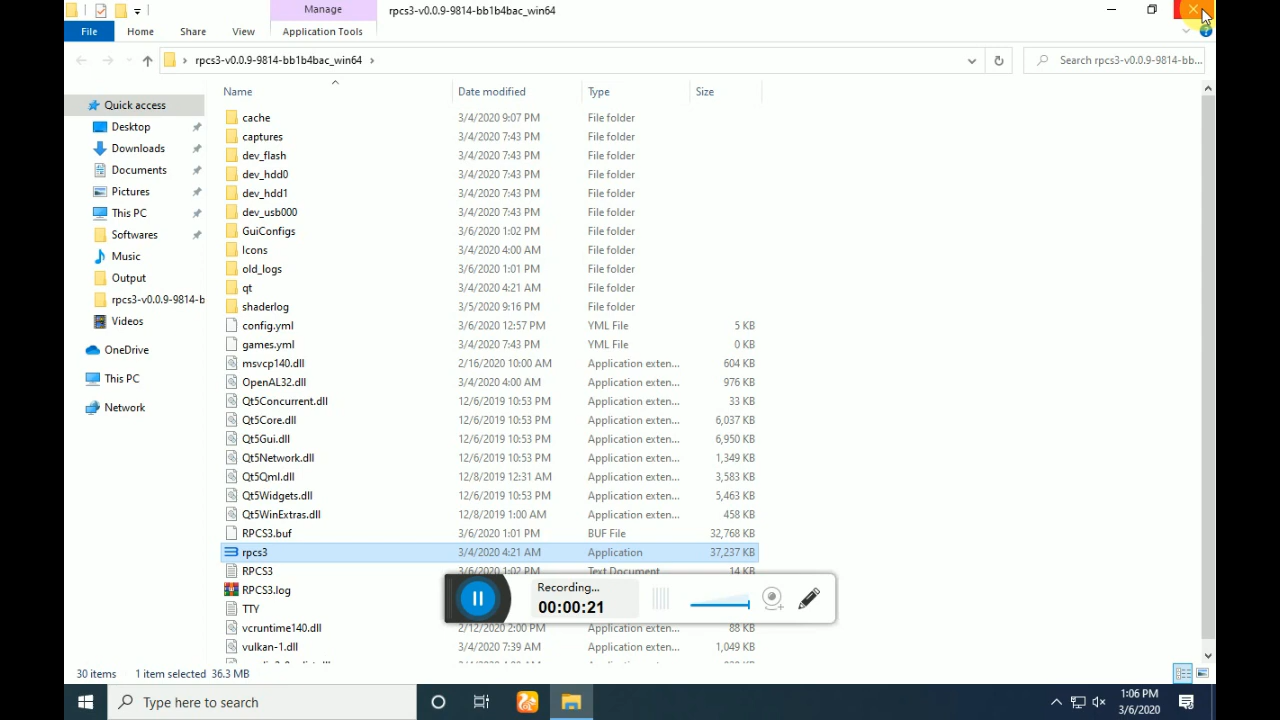 Manage
rpcs3-v0.0.9-9814-bb1b4bac_win64
File
Home
Share
View
Application Tools
rpcs3-v0.0.9-9814-bb1b4bac_win64
Search rpcs3-v0.0.9-9814-bb...
Name Date modified Type Size
Quick access
Desktop
Downloads
Documents
Pictures
This PC
Softwares
Music
Output
rpcs3-v0.0.9-9814-b
Videos
OneDrive
This PC
Network
cache 3/4/2020 9:07 PM File folder
captures 3/4/2020 7:43 PM File folder
dev_flash 3/4/2020 7:43 PM File folder
dev_hdd0 3/4/2020 7:43 PM File folder
dev_hdd1 3/4/2020 7:43 PM File folder
dev_usb000 3/4/2020 7:43 PM File folder
GuiConfigs 3/6/2020 1:02 PM File folder
Icons 3/4/2020 4:00 AM File folder
old_logs 3/6/2020 1:01 PM File folder
qt 3/4/2020 4:21 AM File folder
shaderlog 3/5/2020 9:16 PM File folder
config.yml 3/6/2020 12:57 PM YML File 5 KB
games.yml 3/4/2020 7:43 PM YML File 0 KB
msvcp140.dll 2/16/2020 10:00 AM Application exten... 604 KB
OpenAL32.dll 3/4/2020 4:00 AM Application exten... 976 KB
Qt5Concurrent.dll 12/6/2019 10:53 PM Application exten... 33 KB
Qt5Core.dll 12/6/2019 10:53 PM Application exten... 6,037 KB
Qt5Gui.dll 12/6/2019 10:53 PM Application exten... 6,950 KB
Qt5Network.dll 12/6/2019 10:53 PM Application exten... 1,349 KB
Qt5Qml.dll 12/8/2019 12:31 AM Application exten... 3,583 KB
Qt5Widgets.dll 12/6/2019 10:53 PM Application exten... 5,463 KB
Qt5WinExtras.dll 12/8/2019 1:00 AM Application exten... 458 KB
RPCS3.buf 3/6/2020 1:01 PM BUF File 32,768 KB
rpcs3 3/4/2020 4:21 AM Application 37,237 KB
RPCS3 3/6/2020 1:02 PM Text Document 14 KB
RPCS3.log
TTY
vcruntime140.dll 2/12/2020 2:00 PM 88 KB
vulkan-1.dll 3/4/2020 7:39 AM Application exten... 1,049 KB
Recording...
00:00:21
30 items 1 item selected 36.3 MB
Type here to search
1:06 PM
3/6/2020